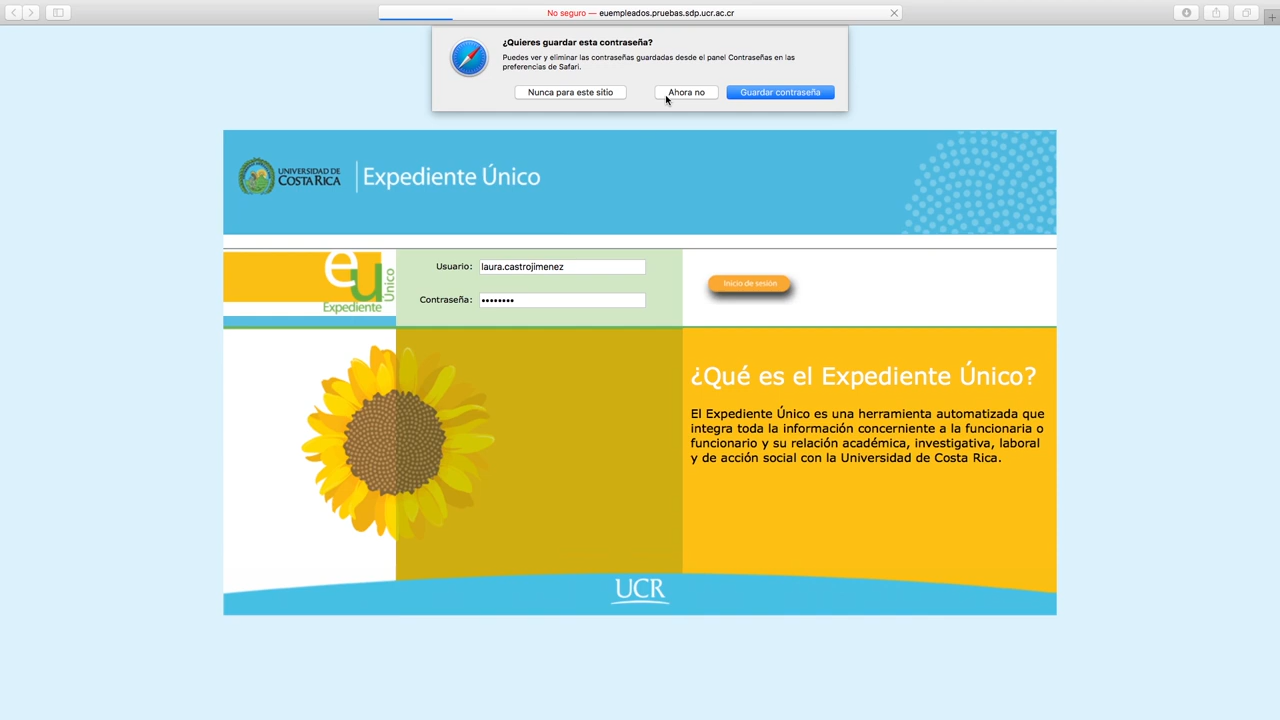 No seguro — euempleados.pruebas.sdp.ucr.ac.cr
¿Quieres guardar esta contraseña?
Puedes ver y eliminar las contraseñas guardadas desde el panel Contraseñas en las
preferencias de Safari.
Nunca para este sitio
Ahora no
Guardar contraseña
UNIVERSIDAD DE
COSTA RICA
Expediente Único
eu
Único
Expediente
Usuario:
laura.castrojimenez
Contraseña:
••••••••
Inicio de sesión
¿Qué es el Expediente Único?
El Expediente Único es una herramienta automatizada que
integra toda la información concerniente a la funcionaria o
funcionario y su relación académica, investigativa, laboral
y de acción social con la Universidad de Costa Rica.
UCR